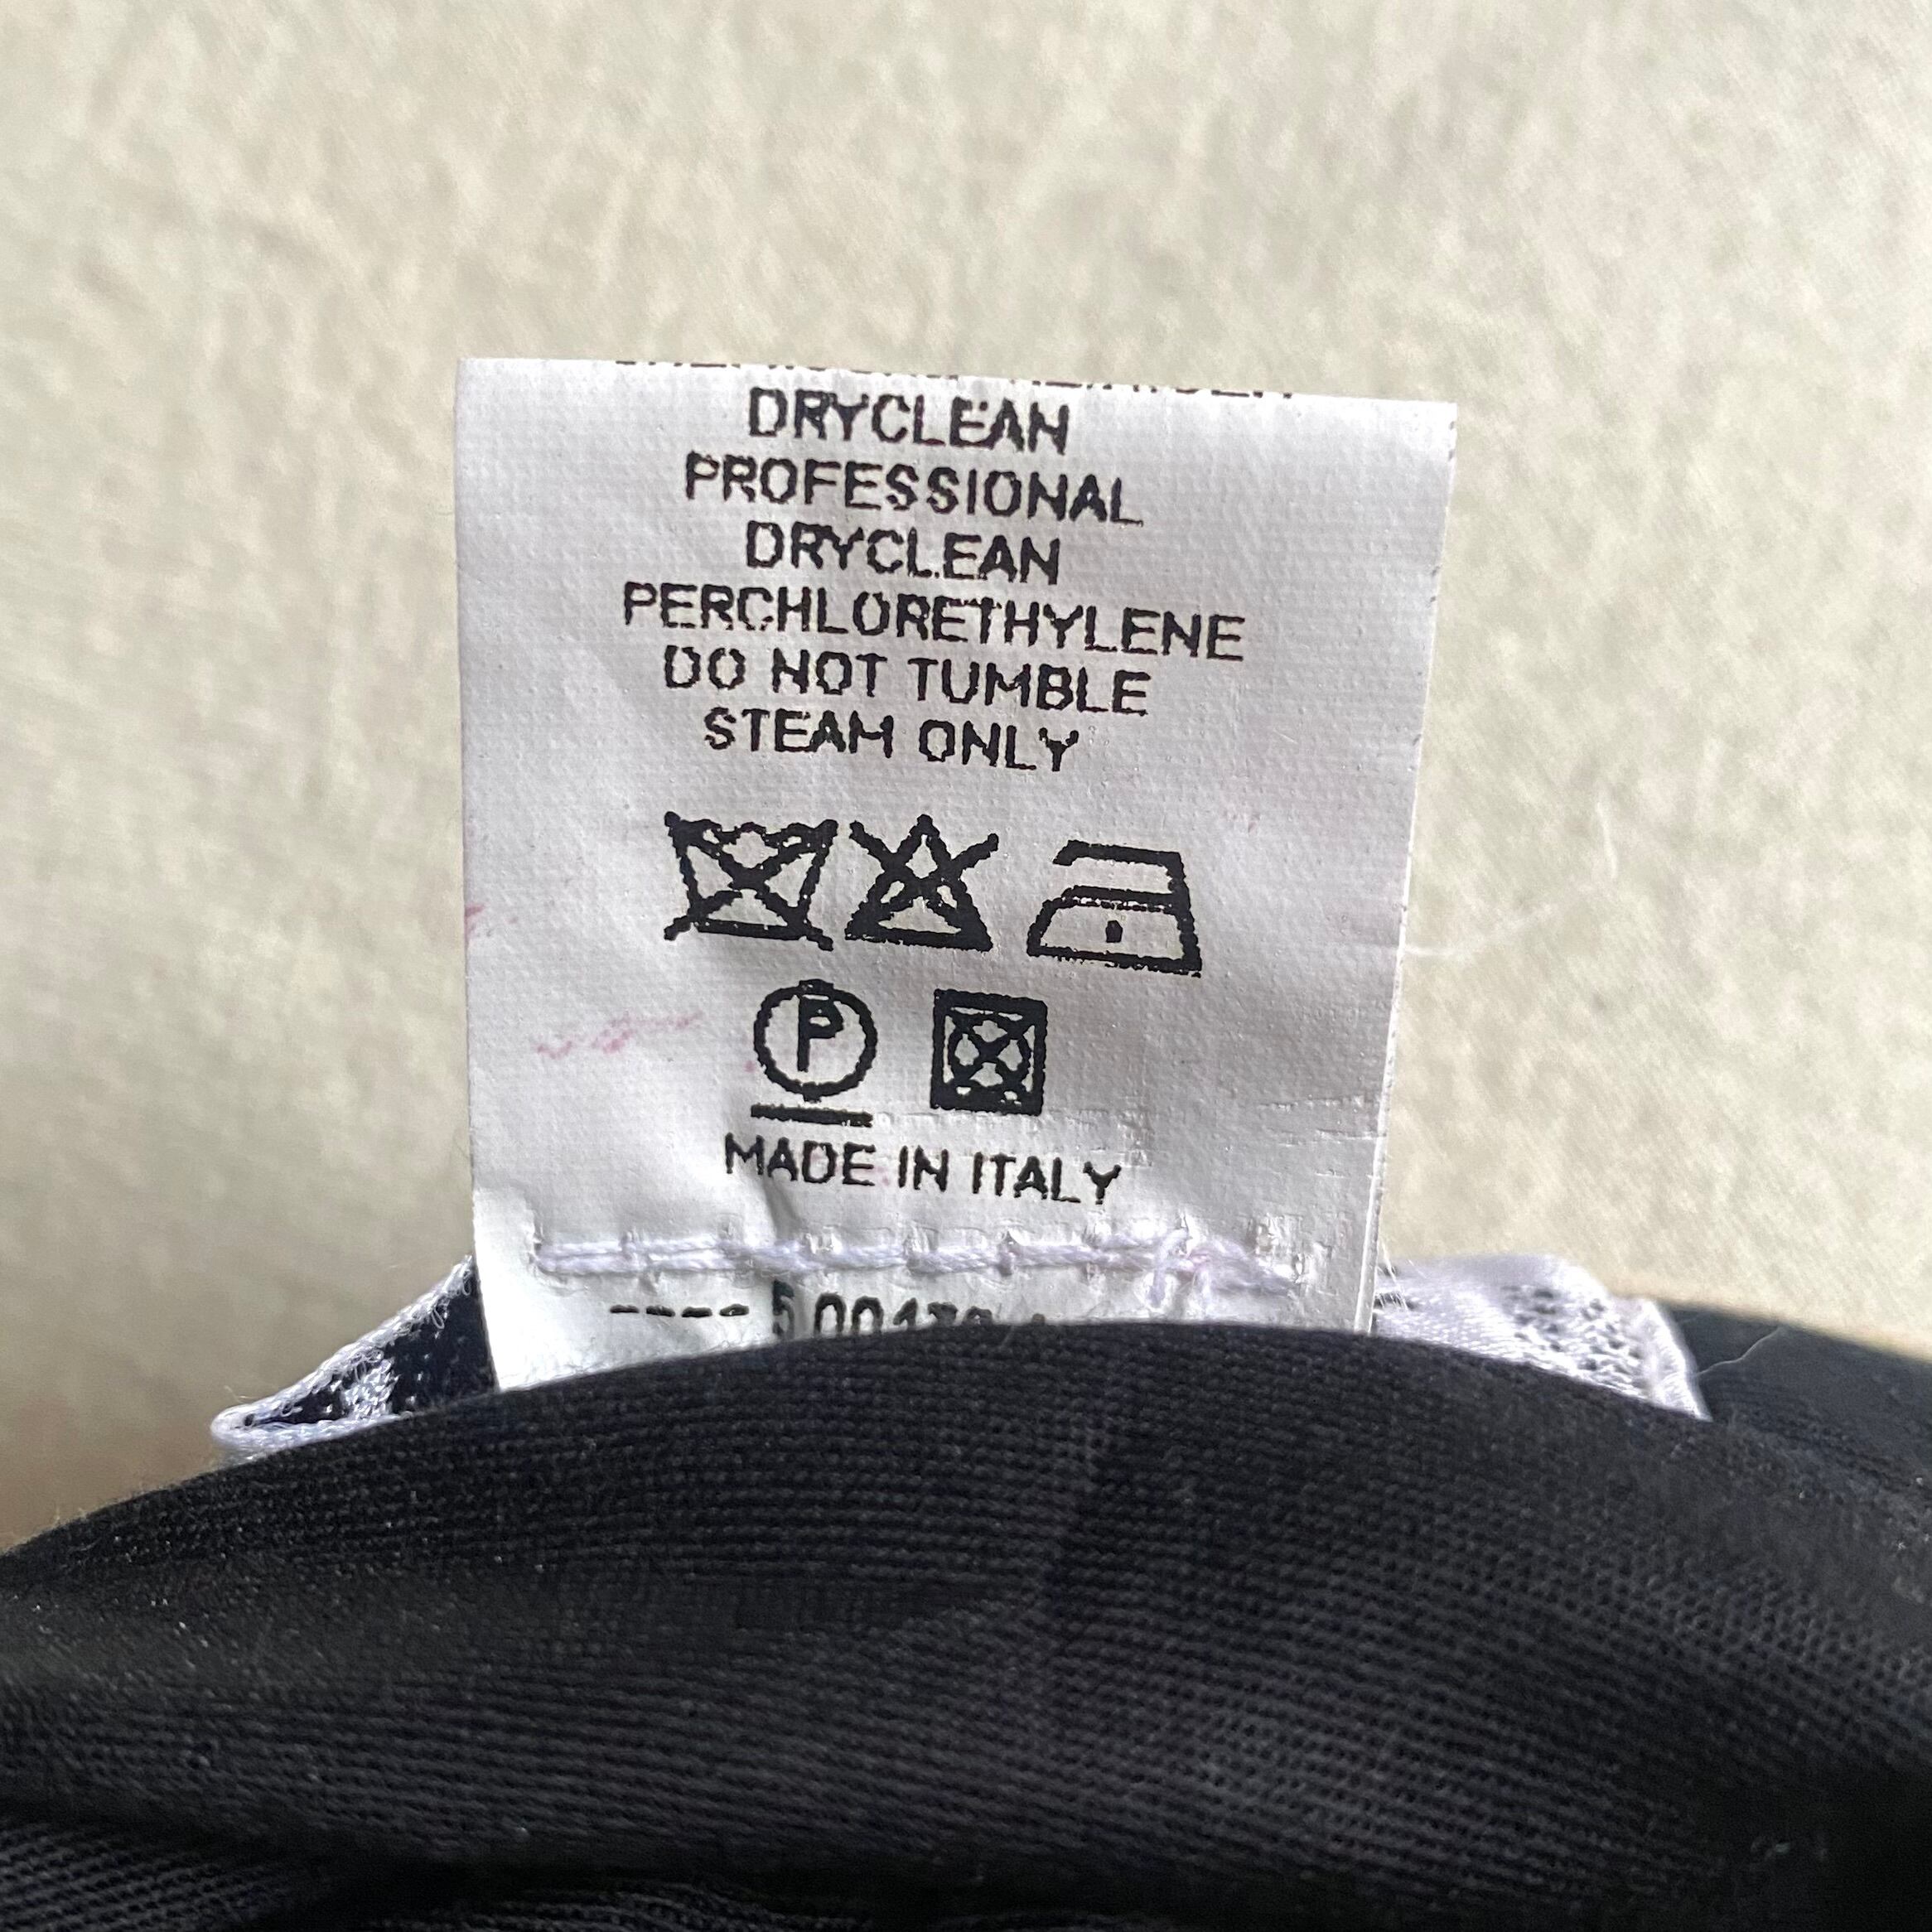 DRYCLEAN
PROFESSIONAL
DRYCLEAN
PERCHLORETHYLENE
DO NOT TUMBLE
STEAM ONLY
P
MADE IN ITALY